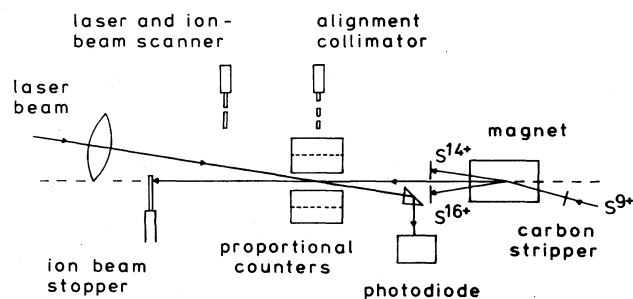 laser and ion-
beam scanner
alignment
collimator
laser
beam
magnet
S14+
S16+
S9+
carbon
stripper
proportional
counters
ion beam
stopper
photodiode